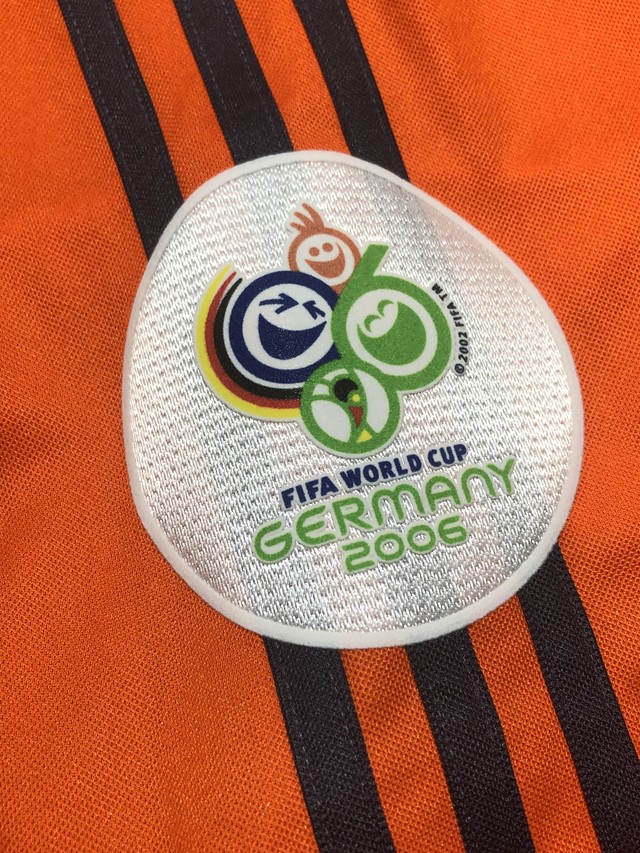 © 2002 FIFA TM
FIFA WORLD CUP
GERMANY
2006